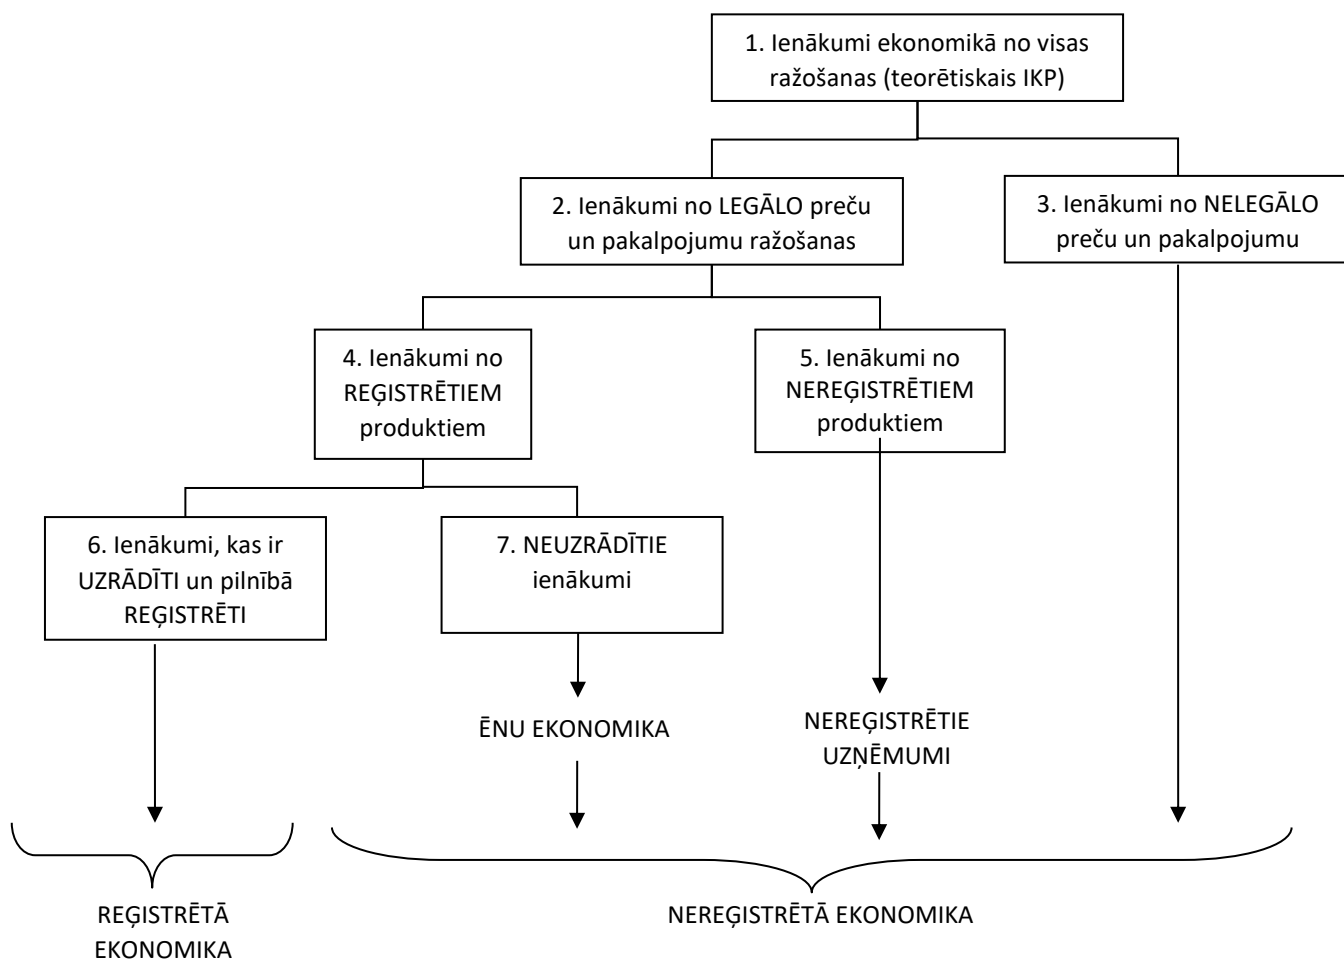 1. Ienākumi ekonomikā no visas
ražošanas (teorētiskais IKP)
2. Ienākumi no LEGĀLO preču
un pakalpojumu ražošanas
3. Ienākumi no NELEGĀLO
preču un pakalpojumu
4. Ienākumi no
REĢISTRĒTIEM
produktiem
5. Ienākumi no
NEREĢISTRĒTIEM
produktiem
6. Ienākumi, kas ir
UZRĀDĪTI un pilnībā
REĢISTRĒTI
7. NEUZRĀDĪTIE
ienākumi
ĒNU EKONOMIKA
NEREĢISTRĒTIE
UZŅĒMUMI
REĢISTRĒTĀ
EKONOMIKA
NEREĢISTRĒTĀ EKONOMIKA